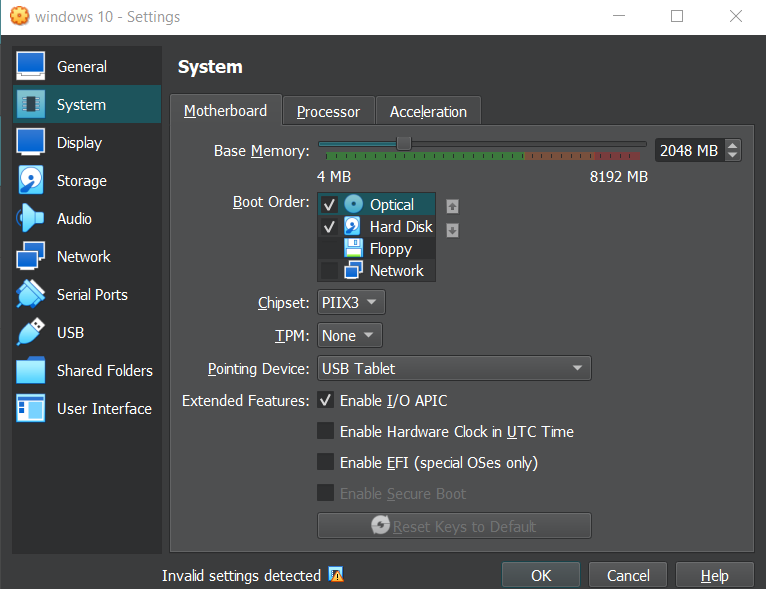 windows 10 - Settings
General
System
Display
Storage
Audio
Network
Serial Ports
USB
Shared Folders
User Interface
System
Motherboard Processor Acceleration
Base Memory: 2048 MB
4 MB 8192 MB
Boot Order: Optical
Hard Disk
Floppy
Network
Chipset: PIIX3
TPM: None
Pointing Device: USB Tablet
Extended Features: Enable I/O APIC
Enable Hardware Clock in UTC Time
Enable EFI (special OSes only)
Enable Secure Boot
Reset Keys to Default
Invalid settings detected OK Cancel Help